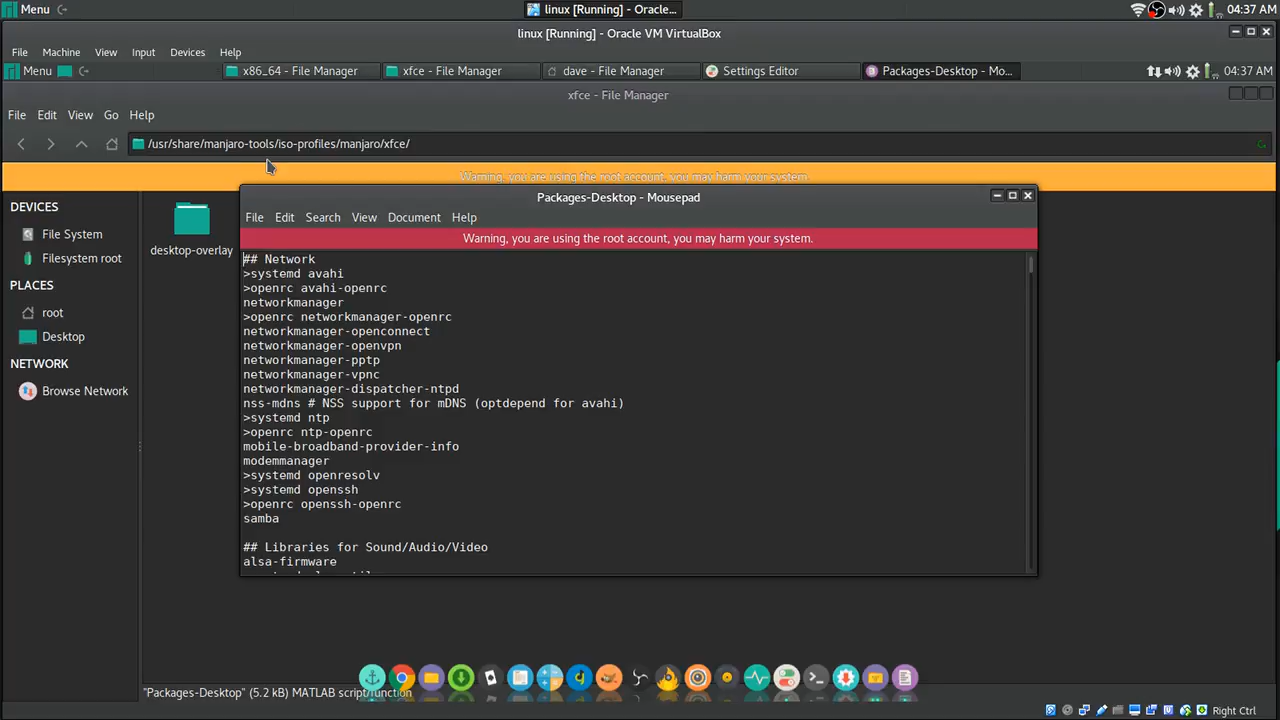 Menu
linux [Running] - Oracle...
04:37 AM
linux [Running] - Oracle VM VirtualBox
File Machine View Input Devices Help
Menu
x86_64 - File Manager
xfce - File Manager
dave - File Manager
Settings Editor
Packages-Desktop - Mo...
04:37 AM
xfce - File Manager
File Edit View Go Help
/usr/share/manjaro-tools/iso-profiles/manjaro/xfce/
Warning, you are using the root account, you may harm your system.
DEVICES
File System
Filesystem root
PLACES
root
Desktop
NETWORK
Browse Network
desktop-overlay
Packages-Desktop - Mousepad
File Edit Search View Document Help
Warning, you are using the root account, you may harm your system.
## Network
>systemd avahi
>openrc avahi-openrc
networkmanager
>openrc networkmanager-openrc
networkmanager-openconnect
networkmanager-openvpn
networkmanager-pptp
networkmanager-vpnc
networkmanager-dispatcher-ntpd
nss-mdns # NSS support for mDNS (optdepend for avahi)
>systemd ntp
>openrc ntp-openrc
mobile-broadband-provider-info
modemmanager
>systemd openresolv
>systemd openssh
>openrc openssh-openrc
samba
## Libraries for Sound/Audio/Video
alsa-firmware
"Packages-Desktop" (5.2 kB) MATLAB script/function
Right Ctrl